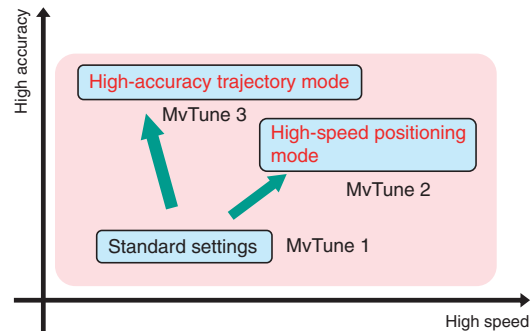 High accuracy
High-accuracy trajectory mode
MvTune 3
High-speed positioning
mode
MvTune 2
Standard settings
MvTune 1
High speed